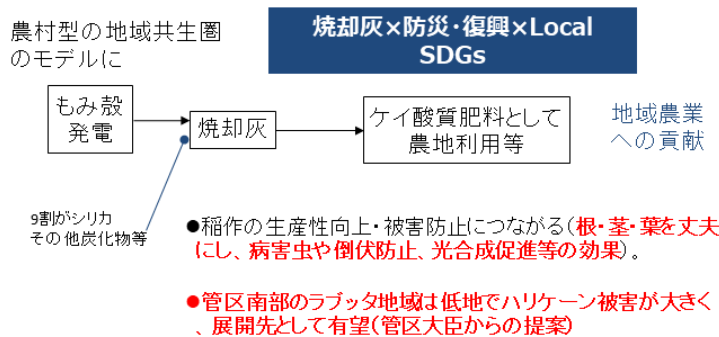 農村型の地域共生圏
のモデルに
焼却灰×防災・復興×Local
SDGs
もみ殻
発電
焼却灰
ケイ酸質肥料として
農地利用等
地域農業
への貢献
9割がシリカ
その他炭化物等
●稲作の生産性向上・被害防止につながる(根・茎・葉を丈夫
にし、病害虫や倒伏防止、光合成促進等の効果)。
●管区南部のラブッタ地域は低地でハリケーン被害が大きく
、展開先として有望(管区大臣からの提案)